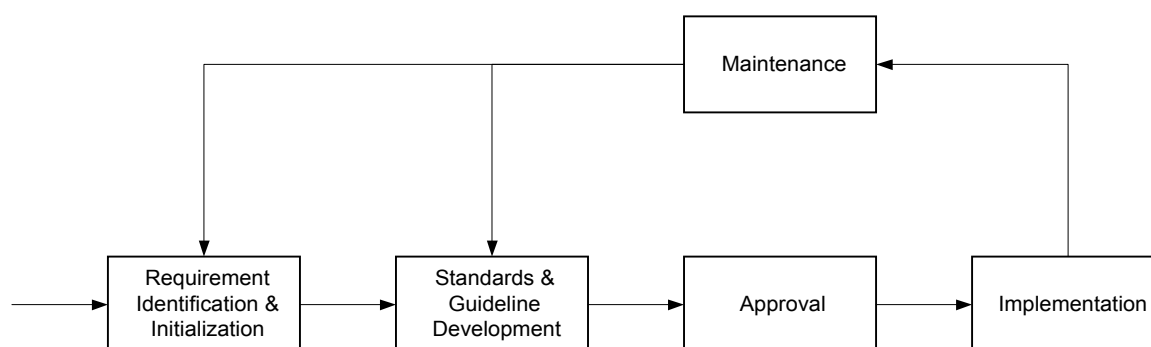 Maintenance
Requirement
Identification &
Initialization
Standards &
Guideline
Development
Approval
Implementation